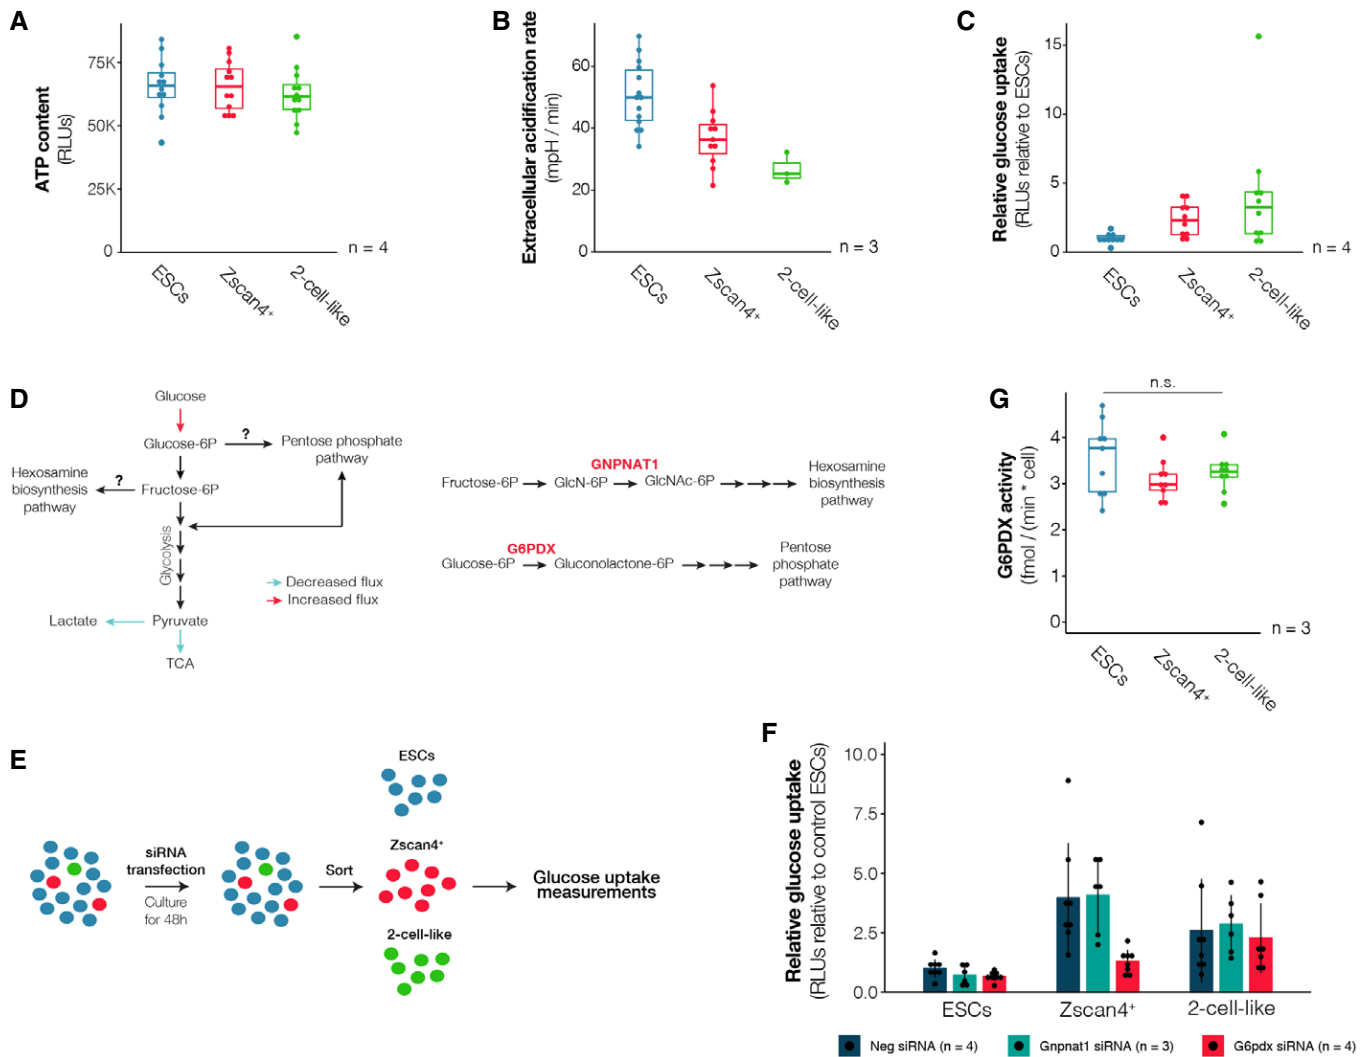 A
ATP content
(RLUs)
75K
50K
25K
0
n = 4
ESCs
Zscan4⁺
2-cell-like
B
Extracellular acidification rate
(mpH / min)
60
40
20
0
n = 3
ESCs
Zscan4⁺
2-cell-like
C
Relative glucose uptake
(RLUs relative to ESCs)
15
10
5
0
n = 4
ESCs
Zscan4⁺
2-cell-like
D
Glucose
Glucose-6P
?
Pentose phosphate
pathway
Hexosamine
biosynthesis
pathway
?
Fructose-6P
Glycolysis
Decreased flux
Increased flux
Lactate
Pyruvate
TCA
GNPNAT1
Fructose-6P
GlcN-6P
GlcNAc-6P
Hexosamine
biosynthesis
pathway
G6PDX
Glucose-6P
Gluconolactone-6P
Pentose
phosphate
pathway
G
n.s.
G6PDX activity
(fmol / (min * cell)
4
3
2
1
0
n = 3
ESCs
Zscan4⁺
2-cell-like
E
siRNA
transfection
Culture
for 48h
Sort
ESCs
Zscan4⁺
2-cell-like
Glucose uptake
measurements
F
Relative glucose uptake
(RLUs relative to control ESCs)
10.0
7.5
5.0
2.5
0.0
ESCs
Zscan4⁺
2-cell-like
Neg siRNA (n = 4)
Gnpnat1 siRNA (n = 3)
G6pdx siRNA (n = 4)